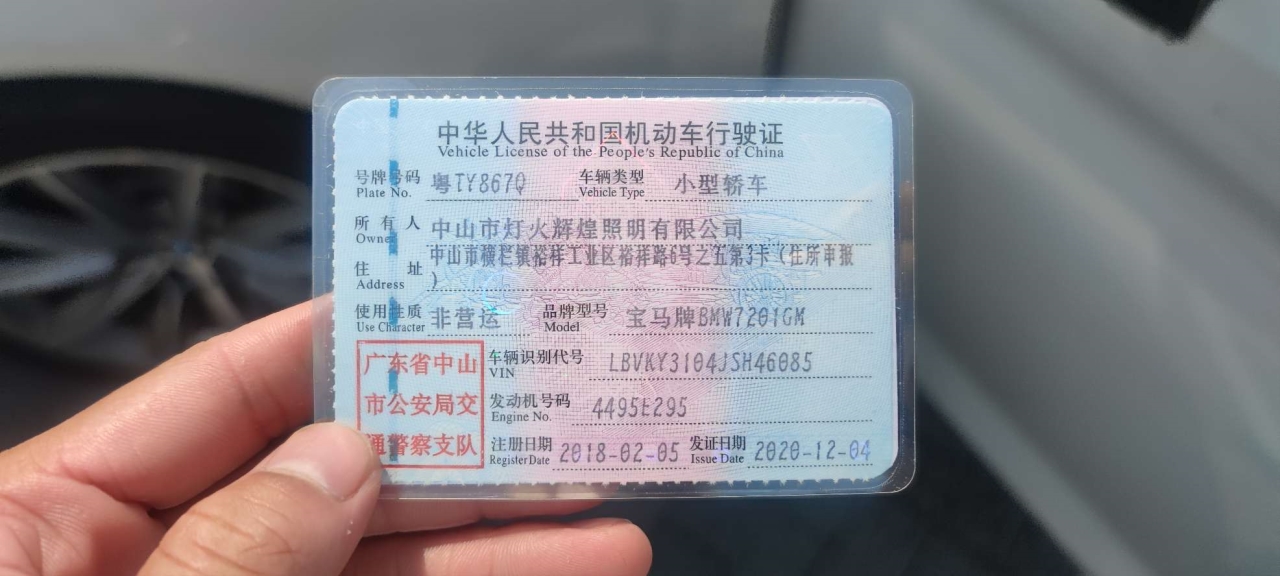 中华人民共和国机动车行驶证
Vehicle License of the People's Republic of China
号牌号码 粤TY867Q 车辆类型 小型轿车
Plate No. Vehicle Type
所有人 中山市灯火辉煌照明有限公司
Owner
中山市横栏镇裕祥工业区裕祥路6号之五第3卡(住所申报
住址 )
Address
使用性质 非营运 品牌型号 宝马牌BMW7201GM
Use Character Model
广东省中山 车辆识别代号 LBVKY3104JSH46085
VIN
市公安局交 发动机号码 4495E295
Engine No.
通警察支队 注册日期 2018-02-05 发证日期 2020-12-04
Register Date Issue Date